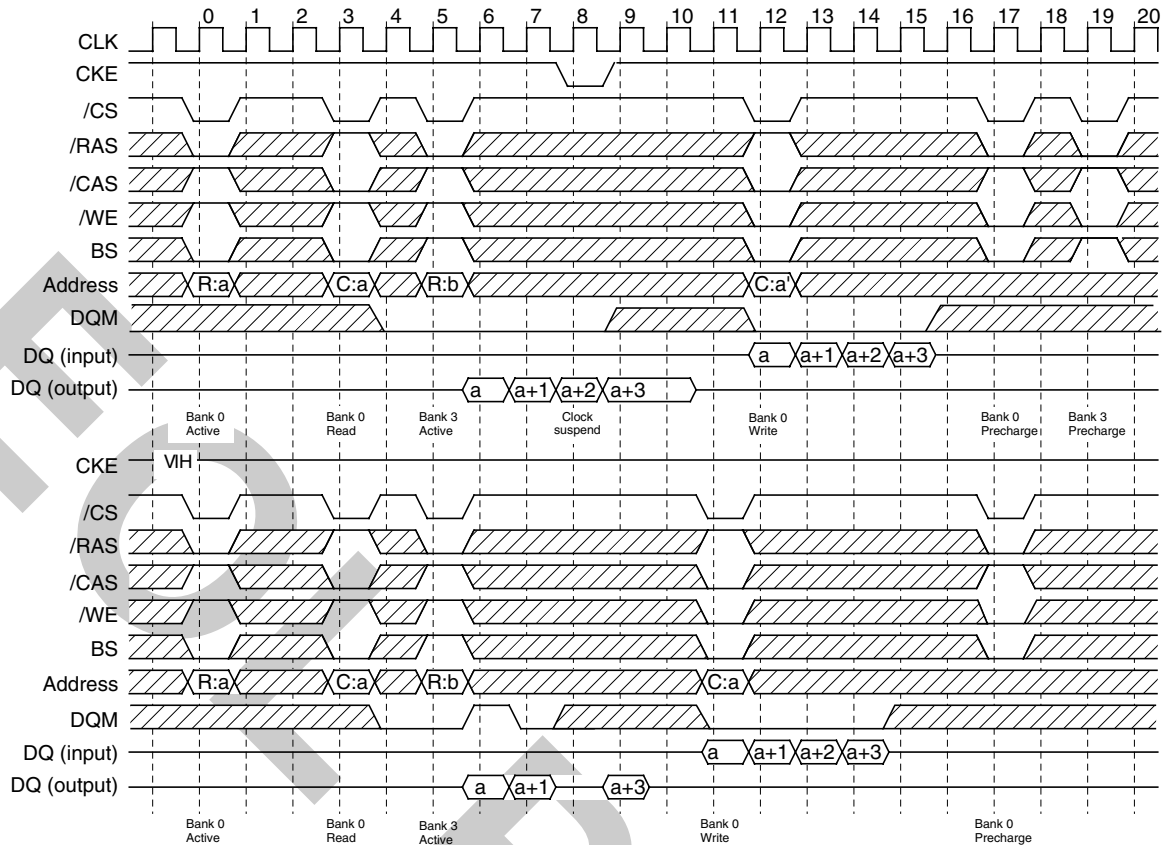 0 1 2 3 4 5 6 7 8 9 10 11 12 13 14 15 16 17 18 19 20
CLK
CKE
/CS
/RAS
/CAS
/WE
BS
Address R:a C:a R:b C:a'
DQM
DQ (input) a a+1 a+2 a+3
DQ (output) a a+1 a+2 a+3
Bank 0 Bank 0 Bank 3 Clock Bank 0 Bank 0 Bank 3
Active Read Active suspend Write Precharge Precharge
CKE VIH
/CS
/RAS
/CAS
/WE
BS
Address R:a C:a R:b C:a
DQM
DQ (input) a a+1 a+2 a+3
DQ (output) a a+1 a+3
Bank 0 Bank 0 Bank 3 Bank 0 Bank 0
Active Read Active Write Precharge